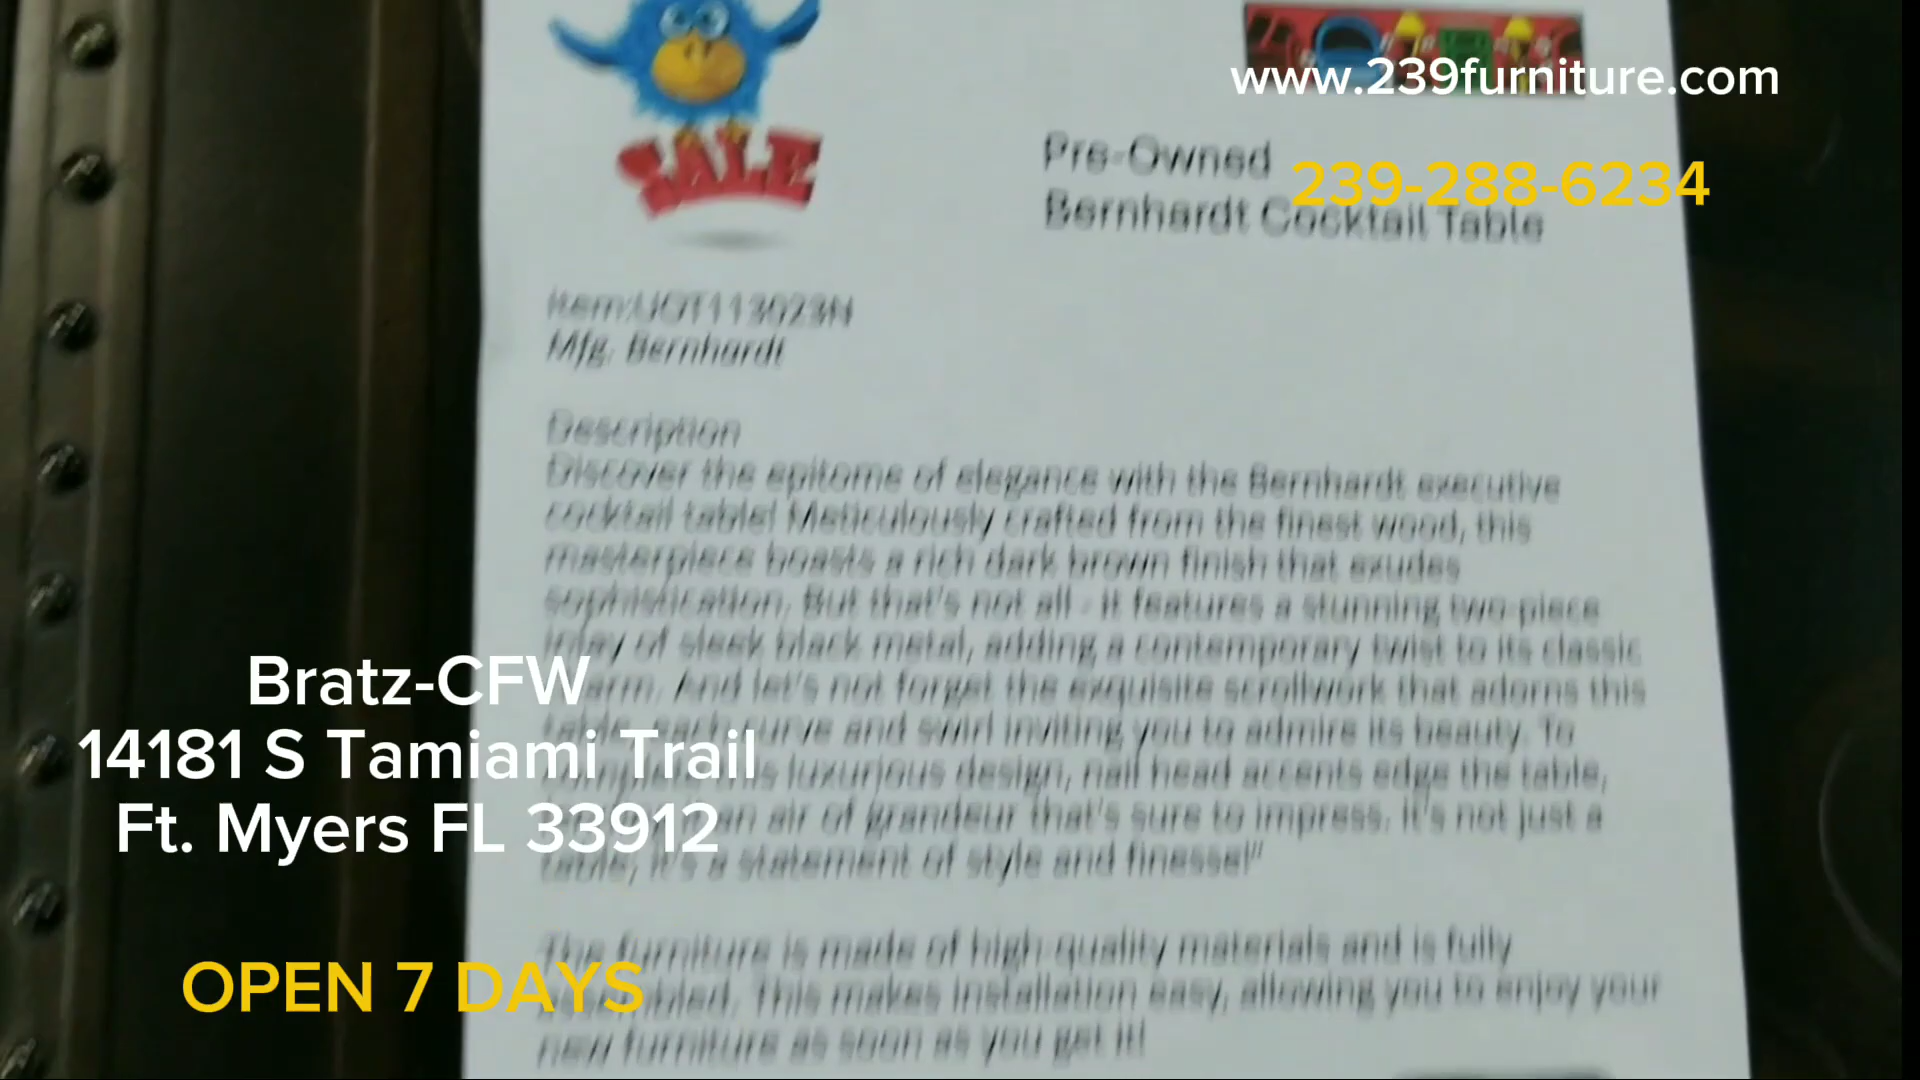 www.239furniture.com
SALE
Pre-Owned
239-288-6234
Bernhardt Cocktail Table
Item:UOT113023N
Mfg. Bernhardt
Description
Discover the epitome of elegance with the Bernhardt executive
cocktail table! Meticulously crafted from the finest wood, this
masterpiece boasts a rich dark brown finish that exudes
sophistication. But that's not all - it features a stunning two-piece
inlay of sleek black metal, adding a contemporary twist to its classic
And let's not forget the exquisite scrollwork that adorns this
table, each curve and swirl inviting you to admire its beauty. To
luxurious design, nail head accents edge the table,
an air of grandeur that's sure to impress. It's not just a
table, it's a statement of style and finesse!"
The furniture is made of high-quality materials and is fully
This makes installation easy, allowing you to enjoy your
new furniture as soon as you get it!
Bratz-CFW
14181 S Tamiami Trail
Ft. Myers FL 33912
OPEN 7 DAYS